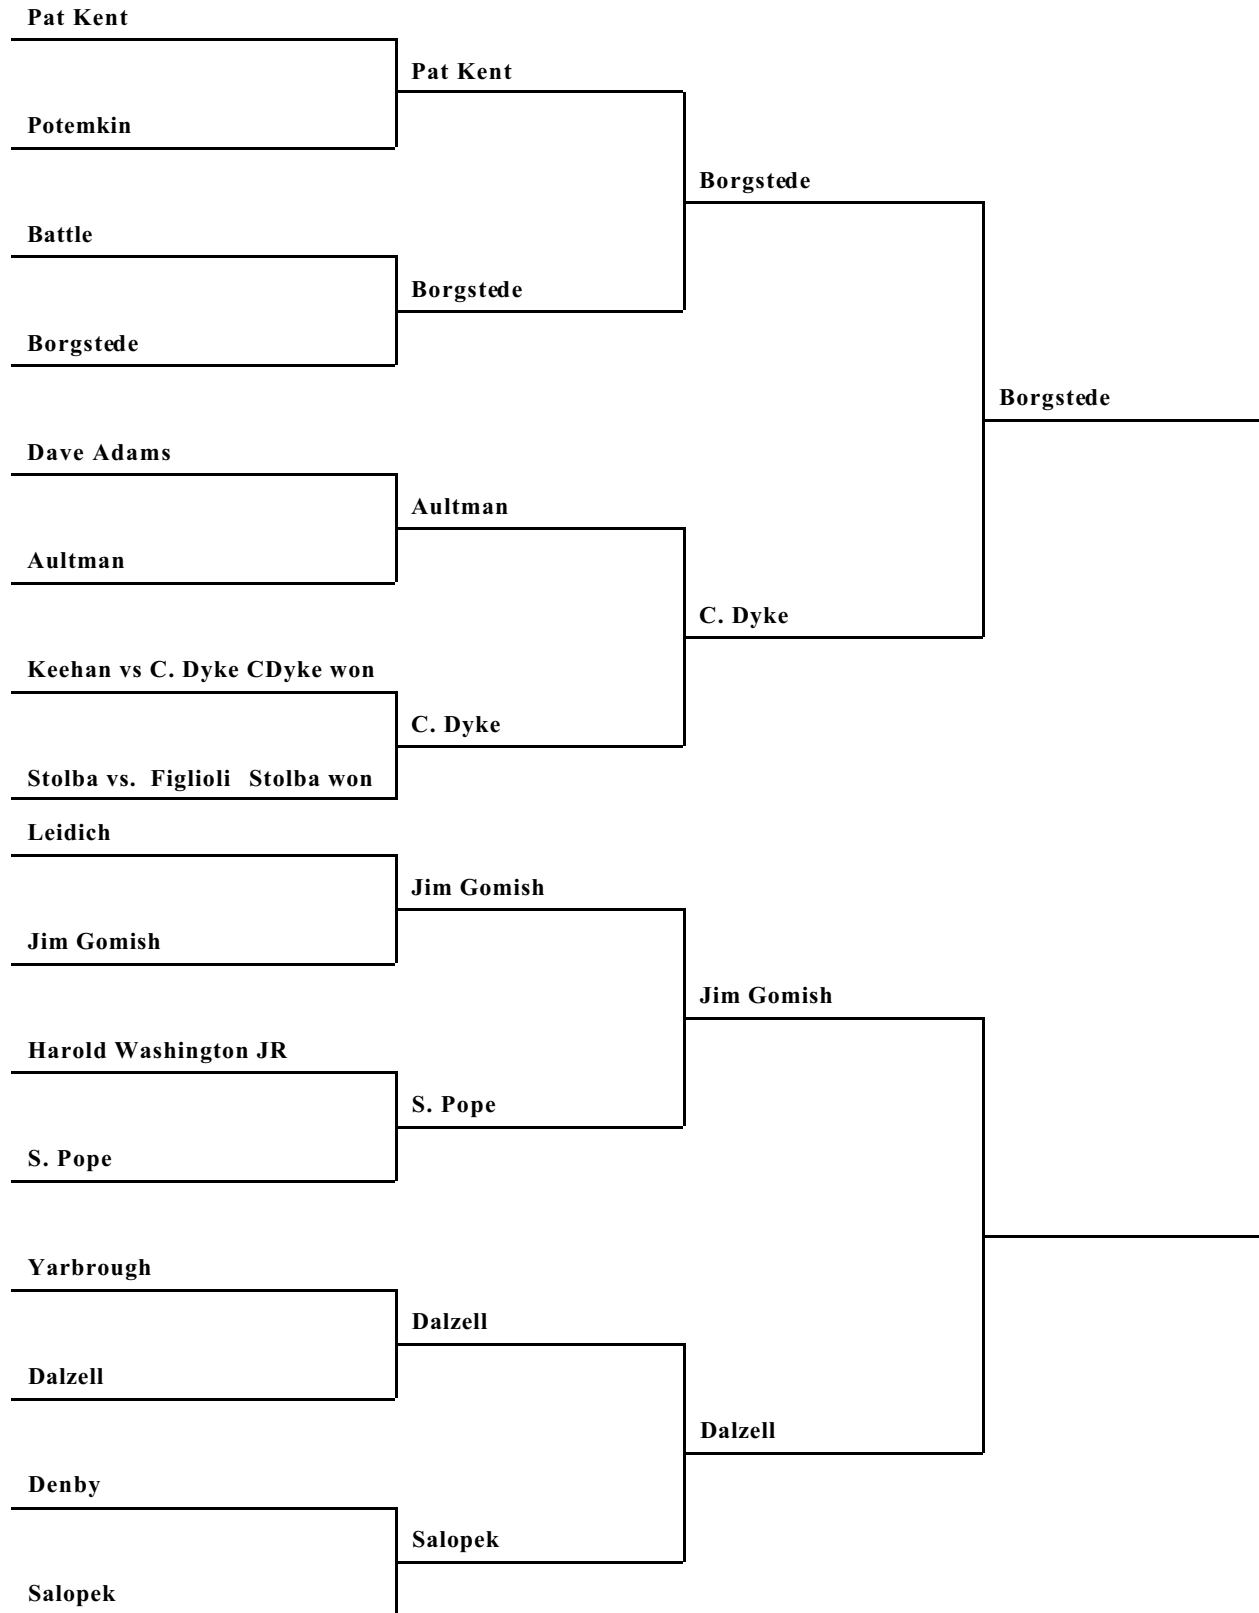 Pat Kent
Pat Kent
Potemkin
Borgstede
Battle
Borgstede
Borgstede
Borgstede
Dave Adams
Aultman
Aultman
C. Dyke
Keehan vs C. Dyke CDyke won
C. Dyke
Stolba vs. Figlioli Stolba won
Leidich
Jim Gomish
Jim Gomish
Jim Gomish
Harold Washington JR
S. Pope
S. Pope
Yarbrough
Dalzell
Dalzell
Dalzell
Denby
Salopek
Salopek